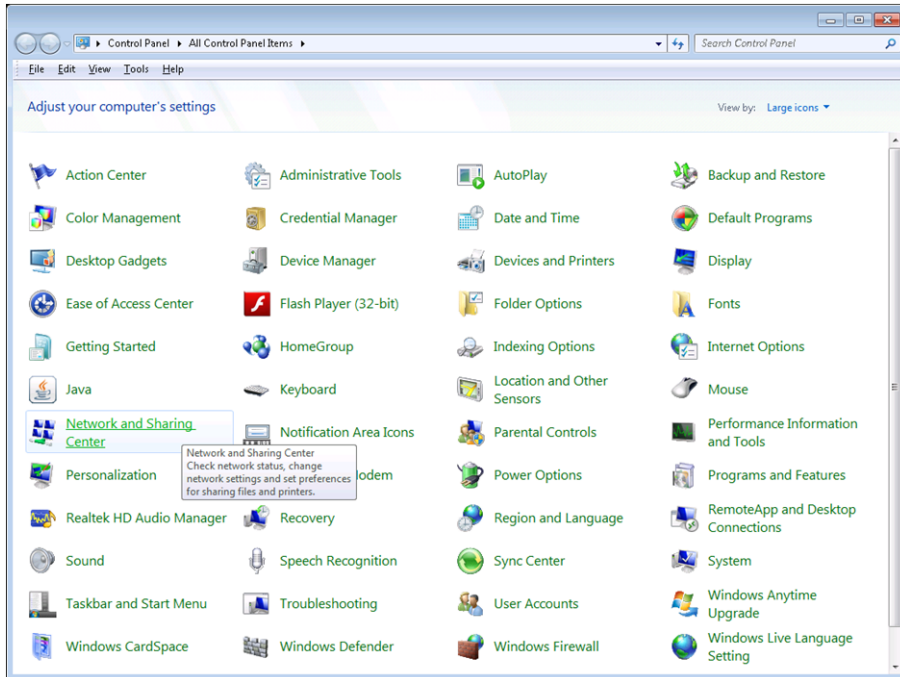 Control Panel ▸ All Control Panel Items ▸
Search Control Panel
File Edit View Tools Help
Adjust your computer's settings
View by: Large icons
Action Center
Administrative Tools
AutoPlay
Backup and Restore
Color Management
Credential Manager
Date and Time
Default Programs
Desktop Gadgets
Device Manager
Devices and Printers
Display
Ease of Access Center
Flash Player (32-bit)
Folder Options
Fonts
Getting Started
HomeGroup
Indexing Options
Internet Options
Java
Keyboard
Location and Other
Sensors
Mouse
Network and Sharing
Center
Notification Area Icons
Parental Controls
Performance Information
and Tools
Network and Sharing Center
Check network status, change
network settings and set preferences
for sharing files and printers.
Personalization
Power Options
Programs and Features
Realtek HD Audio Manager
Recovery
Region and Language
RemoteApp and Desktop
Connections
Sound
Speech Recognition
Sync Center
System
Taskbar and Start Menu
Troubleshooting
User Accounts
Windows Anytime
Upgrade
Windows CardSpace
Windows Defender
Windows Firewall
Windows Live Language
Setting